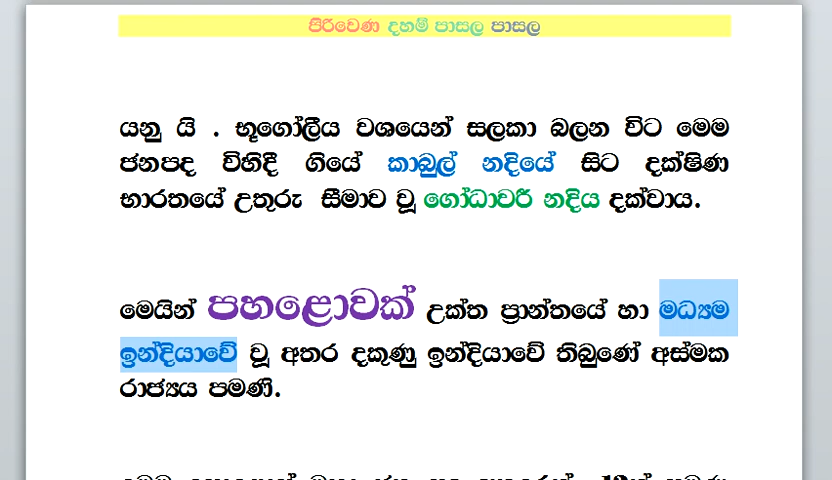 පිරිවෙණ දහම් පාසල පාසල
යනු යි . භූගෝලීය වශයෙන් සලකා බලන විට මෙම
ජනපද විහිදී ගියේ කාබුල් නදියේ සිට දක්ෂිණ
භාරතයේ උතුරු සීමාව වූ ගෝධාවරී නදිය දක්වාය.
මෙයින් පහළොවක් උක්ත ප්‍රාන්තයේ හා මධ්‍යම
ඉන්දියාවේ වූ අතර දකුණු ඉන්දියාවේ තිබුණේ අස්මක
රාජ්‍යය පමණි.